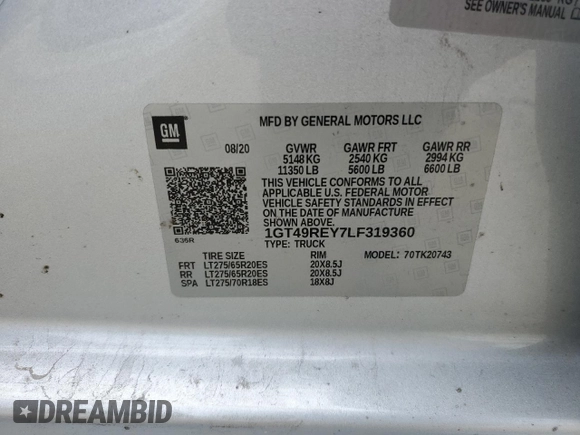 SEE OWNER'S MANUAL
GM
MFD BY GENERAL MOTORS LLC
08/20 GVWR GAWR FRT GAWR RR
5148 KG 2540 KG 2994 KG
11350 LB 5600 LB 6600 LB
THIS VEHICLE CONFORMS TO ALL
APPLICABLE U.S. FEDERAL MOTOR
VEHICLE SAFETY STANDARDS IN EFFECT
ON THE DATE OF MANUFACTURE
SHOWN ABOVE.
1GT49REY7LF319360
635R
TYPE: TRUCK
TIRE SIZE RIM MODEL: 70TK20743
FRT LT275/65R20ES 20X8.5J
RR LT275/65R20ES 20X8.5J
SPA LT275/70R18ES 18X8J
DREAMBID